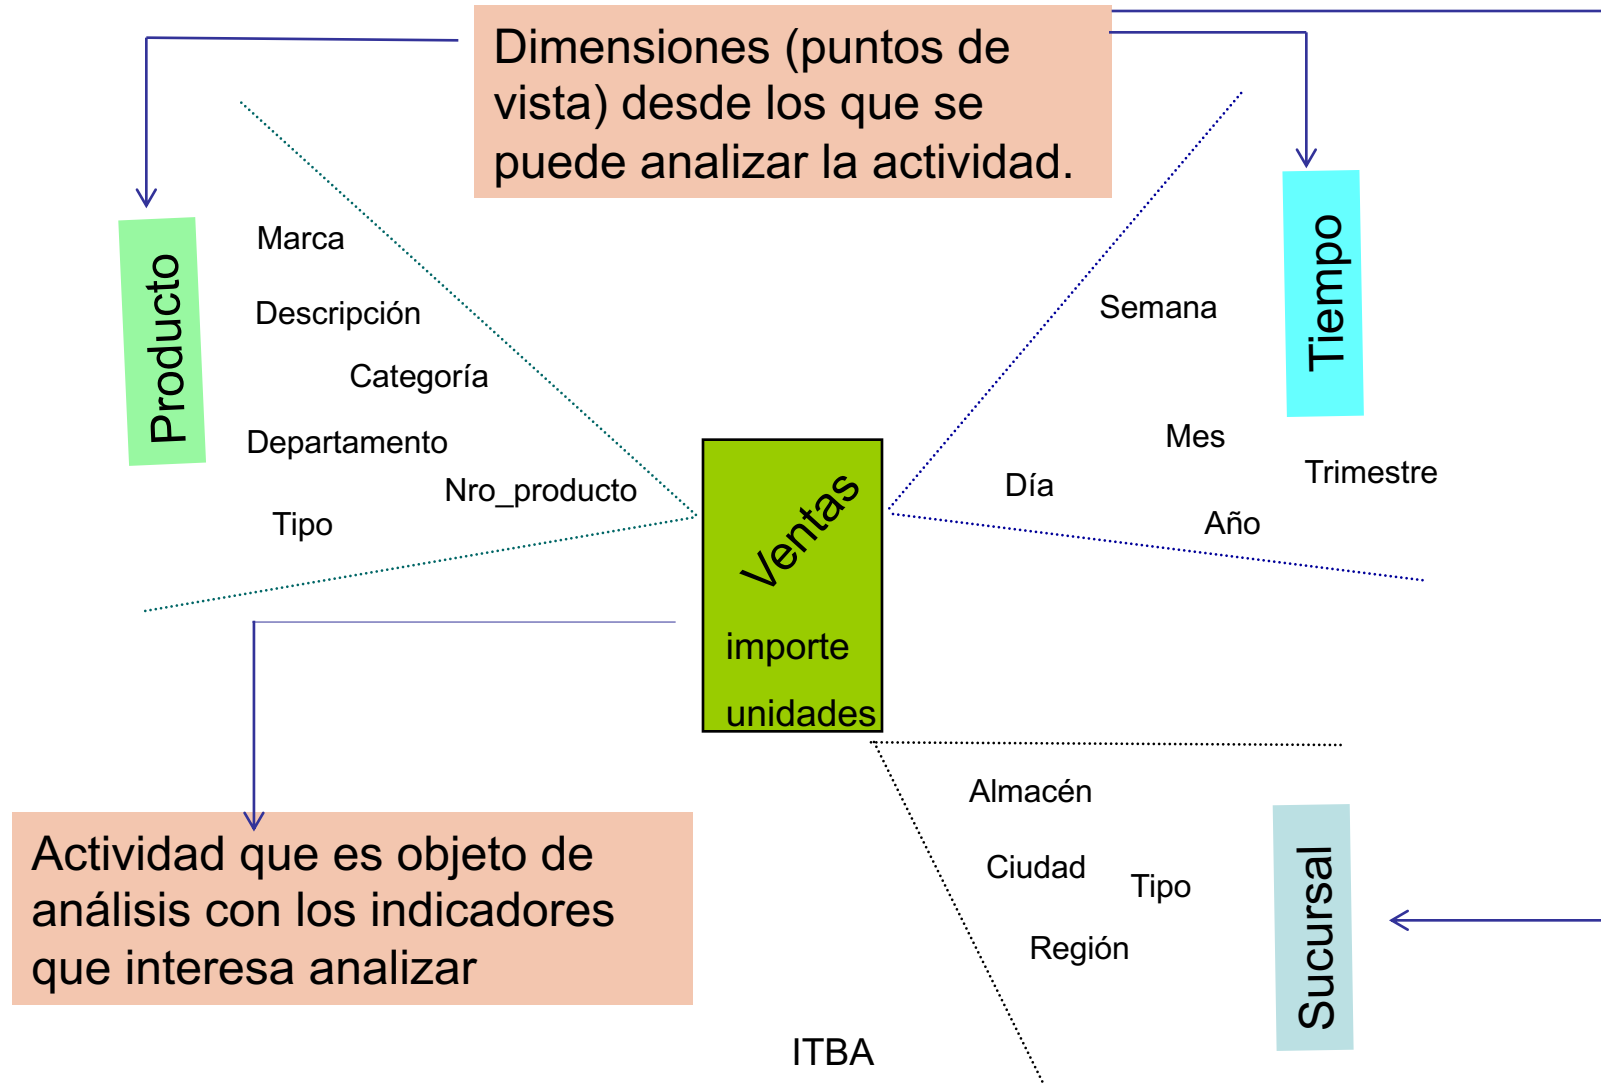 Dimensiones (puntos de
vista) desde los que se
puede analizar la actividad.
Producto
Marca
Descripción
Categoría
Departamento
Nro_producto
Tipo
Tiempo
Semana
Mes
Trimestre
Día
Año
Ventas
importe
unidades
Almacén
Ciudad
Tipo
Región
Sucursal
Actividad que es objeto de
análisis con los indicadores
que interesa analizar
ITBA